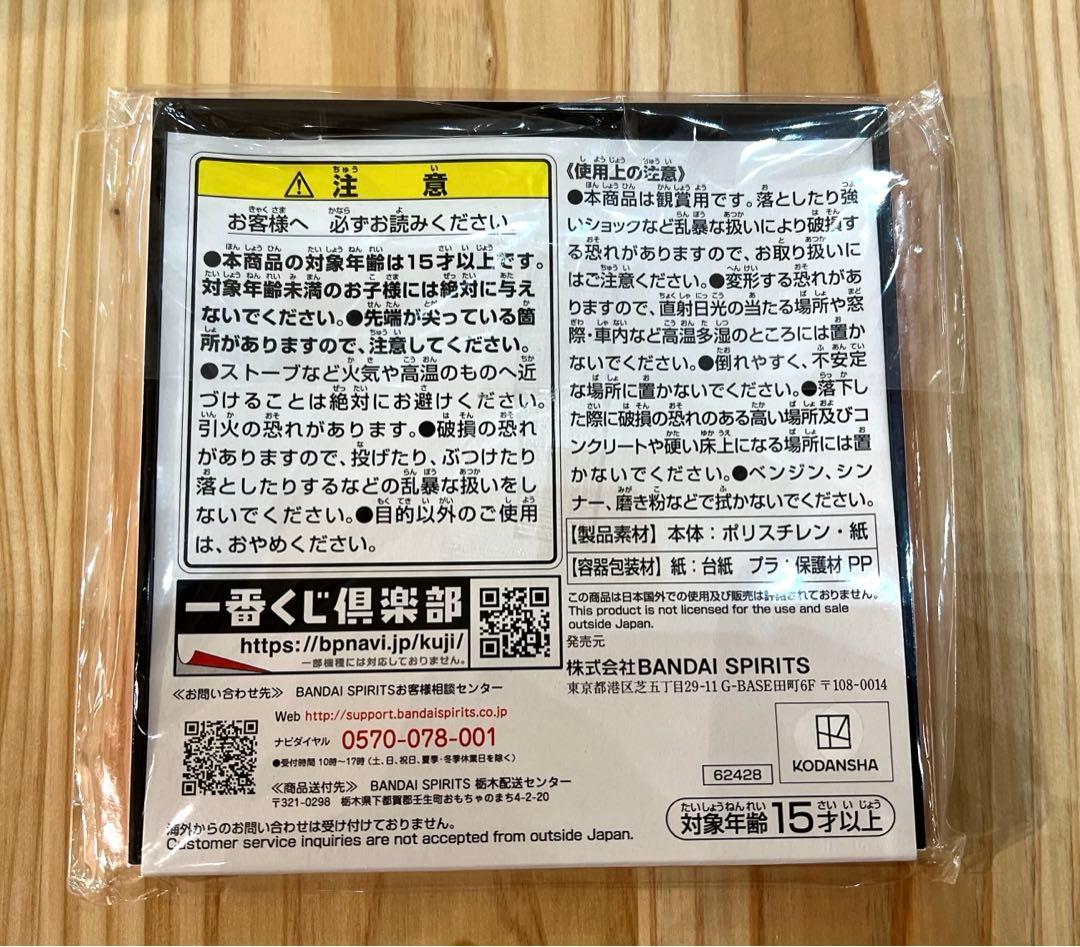 ⚠注意
お客様へ 必ずお読みください
●本商品の対象年齢は15才以上です。
対象年齢未満のお子様には絶対に与え
ないでください。●先端が尖っている箇
所がありますので、注意してください。
●ストーブなど火気や高温のものへ近
づけることは絶対にお避けください。
引火の恐れがあります。●破損の恐れ
がありますので、投げたり、ぶつけたり
落としたりするなどの乱暴な扱いをし
ないでください。●目的以外のご使用
は、おやめください。
一番くじ倶楽部
https://bpnavi.jp/kuji/
一部機種には対応しておりません。
≪お問い合わせ先≫ BANDAI SPIRITSお客様相談センター
Web http://support.bandaispirits.co.jp
ナビダイヤル 0570-078-001
●受付時間 10時～17時(土、日、祝日、夏季・冬季休業日を除く)
≪商品送付先≫ BANDAI SPIRITS 栃木配送センター
〒321-0298 栃木県下都賀郡壬生町おもちゃのまち4-2-20
海外からのお問い合わせは受け付けておりません。
Customer service inquiries are not accepted from outside Japan.
《使用上の注意》
●本商品は観賞用です。落としたり強
いショックなど乱暴な扱いにより破損す
る恐れがありますので、お取り扱いに
はご注意ください。●変形する恐れがあ
りますので、直射日光の当たる場所や窓
際・車内など高温多湿のところには置か
ないでください。●倒れやすく、不安定
な場所に置かないでください。●落下し
た際に破損の恐れのある高い場所及びコ
ンクリートや硬い床上になる場所には置
かないでください。●ベンジン、シン
ナー、磨き粉などで拭かないでください。
【製品素材】本体：ポリスチレン・紙
【容器包装材】紙：台紙 プラ：保護材 PP
この商品は日本国外での使用及び販売は許諾されておりません。
This product is not licensed for the use and sale
outside Japan.
発売元
株式会社BANDAI SPIRITS
東京都港区芝五丁目29-11 G-BASE田町6F 〒108-0014
KODANSHA
62428
対象年齢 15才以上